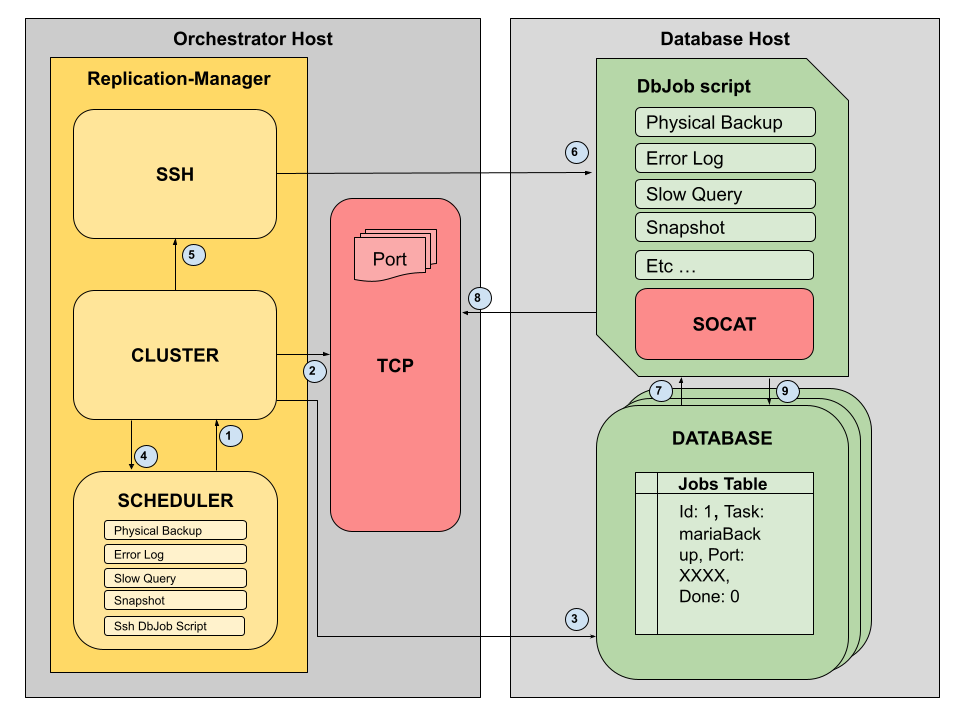 Orchestrator Host
Replication-Manager
SSH
5
CLUSTER
2
4
1
SCHEDULER
Physical Backup
Error Log
Slow Query
Snapshot
Ssh DbJob Script
Port
TCP
8
6
3
Database Host
DbJob script
Physical Backup
Error Log
Slow Query
Snapshot
Etc …
SOCAT
7
9
DATABASE
Jobs Table
Id: 1, Task:
mariaBack
up, Port:
XXXX,
Done: 0